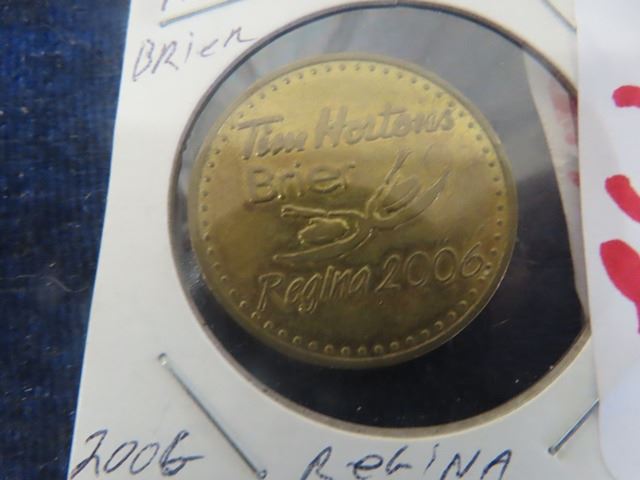 BRieR
Tim Hortons
Brier
Regina 2006
2006 ReGiNA